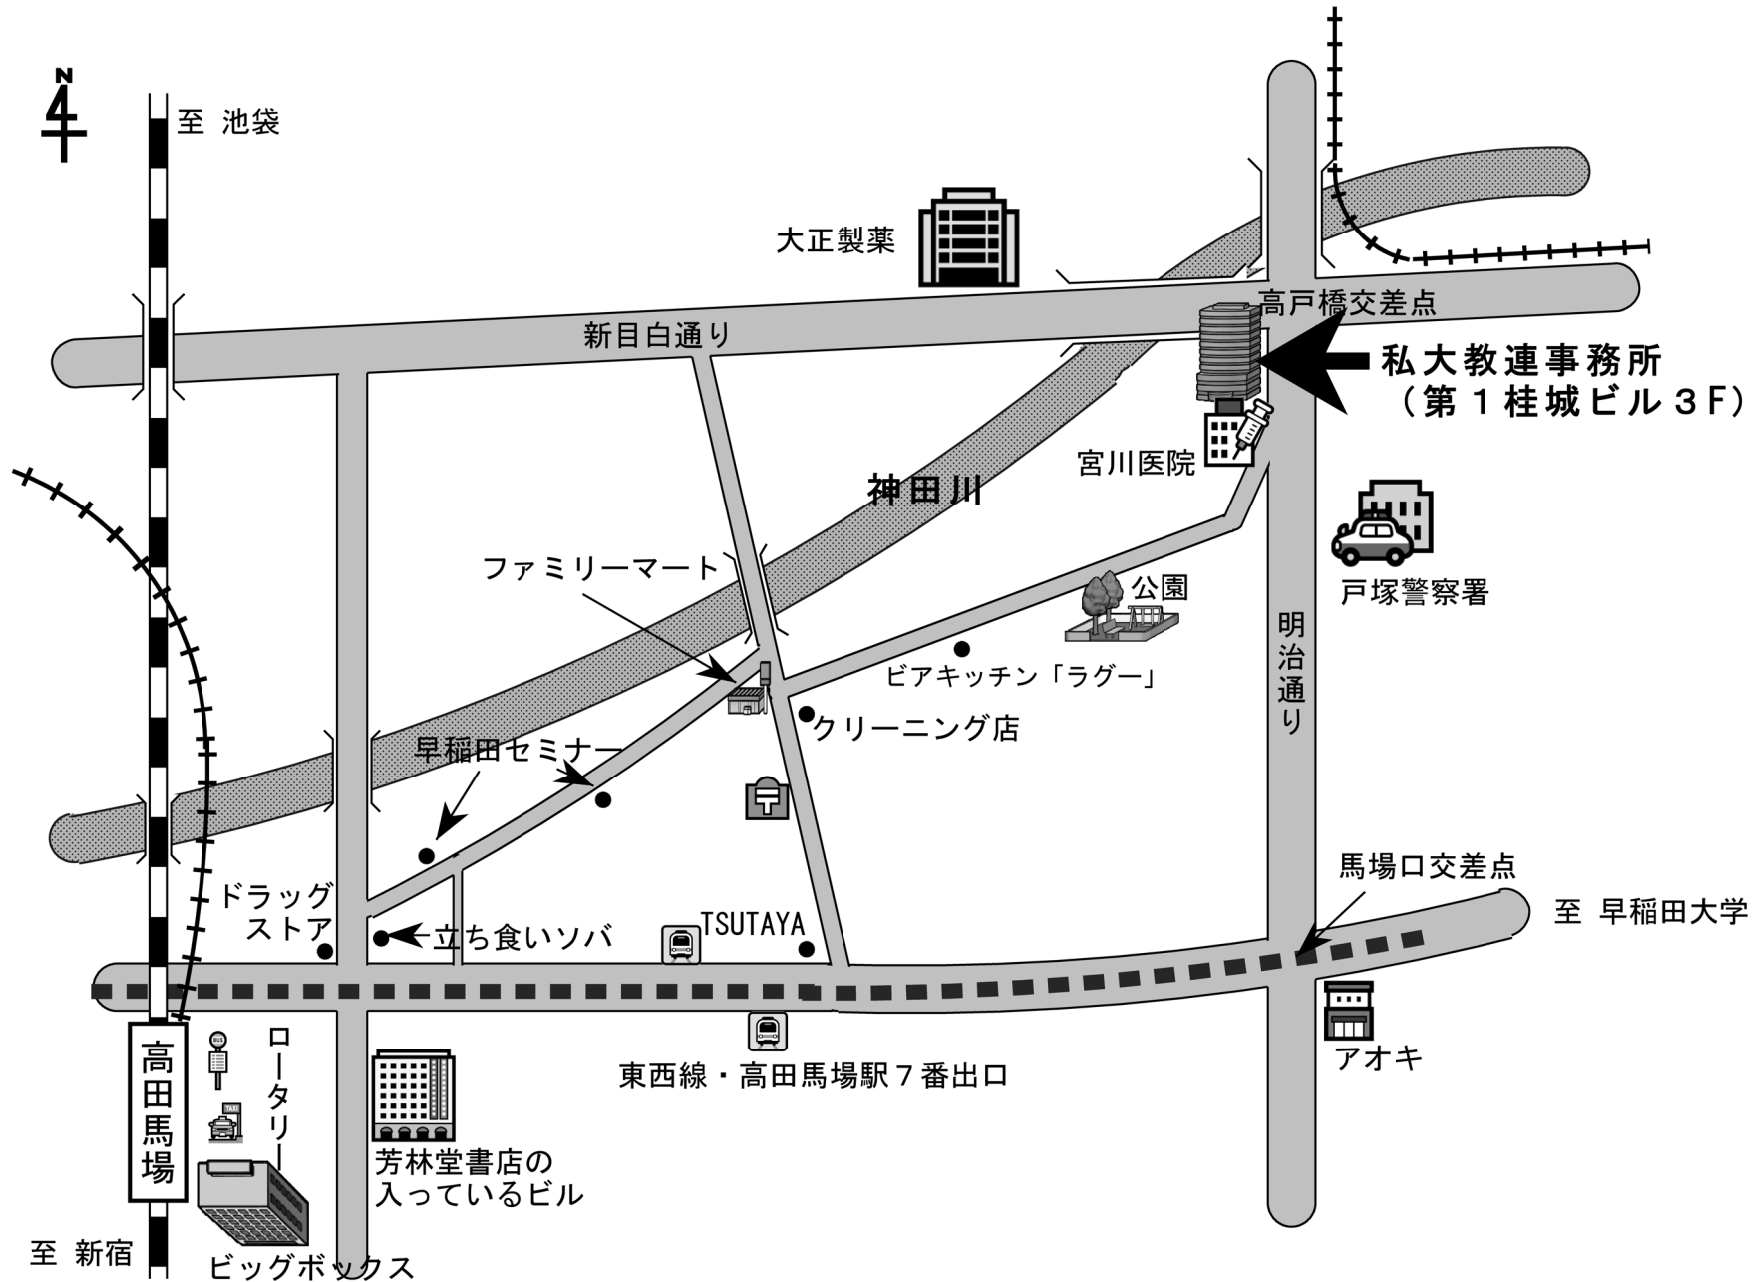 N
至 池袋
大正製薬
高戸橋交差点
新目白通り
私大教連事務所
（第１桂城ビル３F）
宮川医院
神田川
ファミリーマート
公園
戸塚警察署
明治通り
ビアキッチン「ラグー」
クリーニング店
早稲田セミナー
馬場口交差点
ドラッグ
ストア
立ち食いソバ
TSUTAYA
至 早稲田大学
高田馬場
BUS
ロータリー
TAXI
東西線・高田馬場駅７番出口
アオキ
芳林堂書店の
入っているビル
至 新宿
ビッグボックス